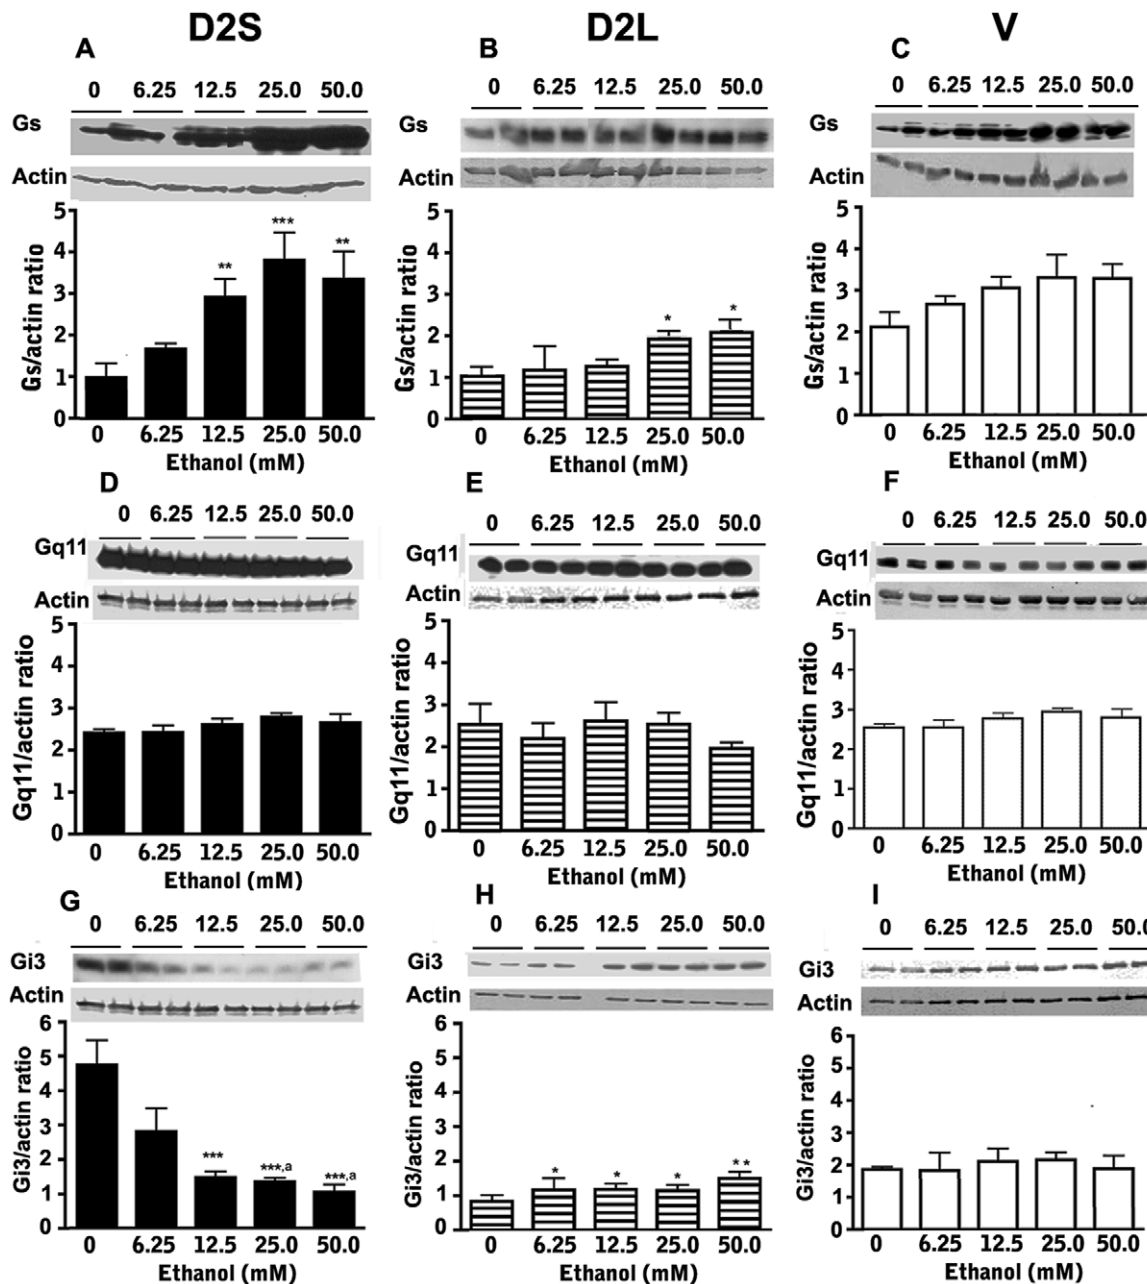 D2S D2L V
A B C
0 6.25 12.5 25.0 50.0
0 6.25 12.5 25.0 50.0
0 6.25 12.5 25.0 50.0
Gs
Gs
Gs
Actin
Actin
Actin
Gs/actin ratio
5
4
3
2
1
0
***
**
**
0 6.25 12.5 25.0 50.0
Ethanol (mM)
Gs/actin ratio
5
4
3
2
1
0
* *
0 6.25 12.5 25.0 50.0
Ethanol (mM)
Gs/actin ratio
5
4
3
2
1
0
0 6.25 12.5 25.0 50.0
Ethanol (mM)
D E F
0 6.25 12.5 25.0 50.0
0 6.25 12.5 25.0 50.0
0 6.25 12.5 25.0 50.0
Gq11
Gq11
Gq11
Actin
Actin
Actin
Gq11/actin ratio
5
4
3
2
1
0
0 6.25 12.5 25.0 50.0
Ethanol (mM)
Gq11/actin ratio
5
4
3
2
1
0
0 6.25 12.5 25.0 50.0
Ethanol (mM)
Gq11/actin ratio
5
4
3
2
1
0
0 6.25 12.5 25.0 50.0
Ethanol (mM)
G H I
0 6.25 12.5 25.0 50.0
0 6.25 12.5 25.0 50.0
0 6.25 12.5 25.0 50.0
Gi3
Gi3
Gi3
Actin
Actin
Actin
Gi3/actin ratio
6
5
4
3
2
1
0
*** ***,a ***,a
0 6.25 12.5 25.0 50.0
Ethanol (mM)
Gi3/actin ratio
6
5
4
3
2
1
0
* * * **
0 6.25 12.5 25.0 50.0
Ethanol (mM)
Gi3/actin ratio
6
5
4
3
2
1
0
0 6.25 12.5 25.0 50.0
Ethanol (mM)